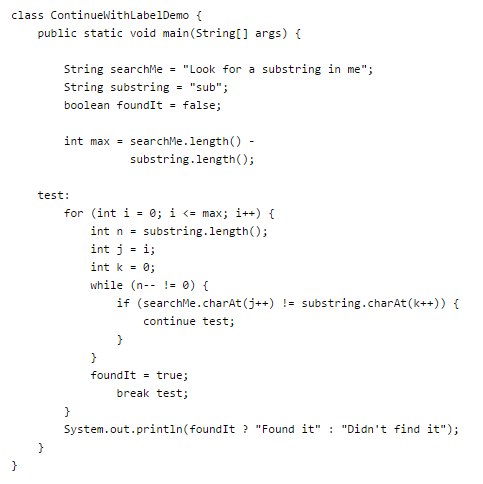 class ContinueWithLabelDemo {
    public static void main(String[] args) {

        String searchMe = "Look for a substring in me";
        String substring = "sub";
        boolean foundIt = false;

        int max = searchMe.length() -
                  substring.length();

    test:
        for (int i = 0; i <= max; i++) {
            int n = substring.length();
            int j = i;
            int k = 0;
            while (n-- != 0) {
                if (searchMe.charAt(j++) != substring.charAt(k++)) {
                    continue test;
                }
            }
            foundIt = true;
                break test;
        }
        System.out.println(foundIt ? "Found it" : "Didn't find it");
    }
}